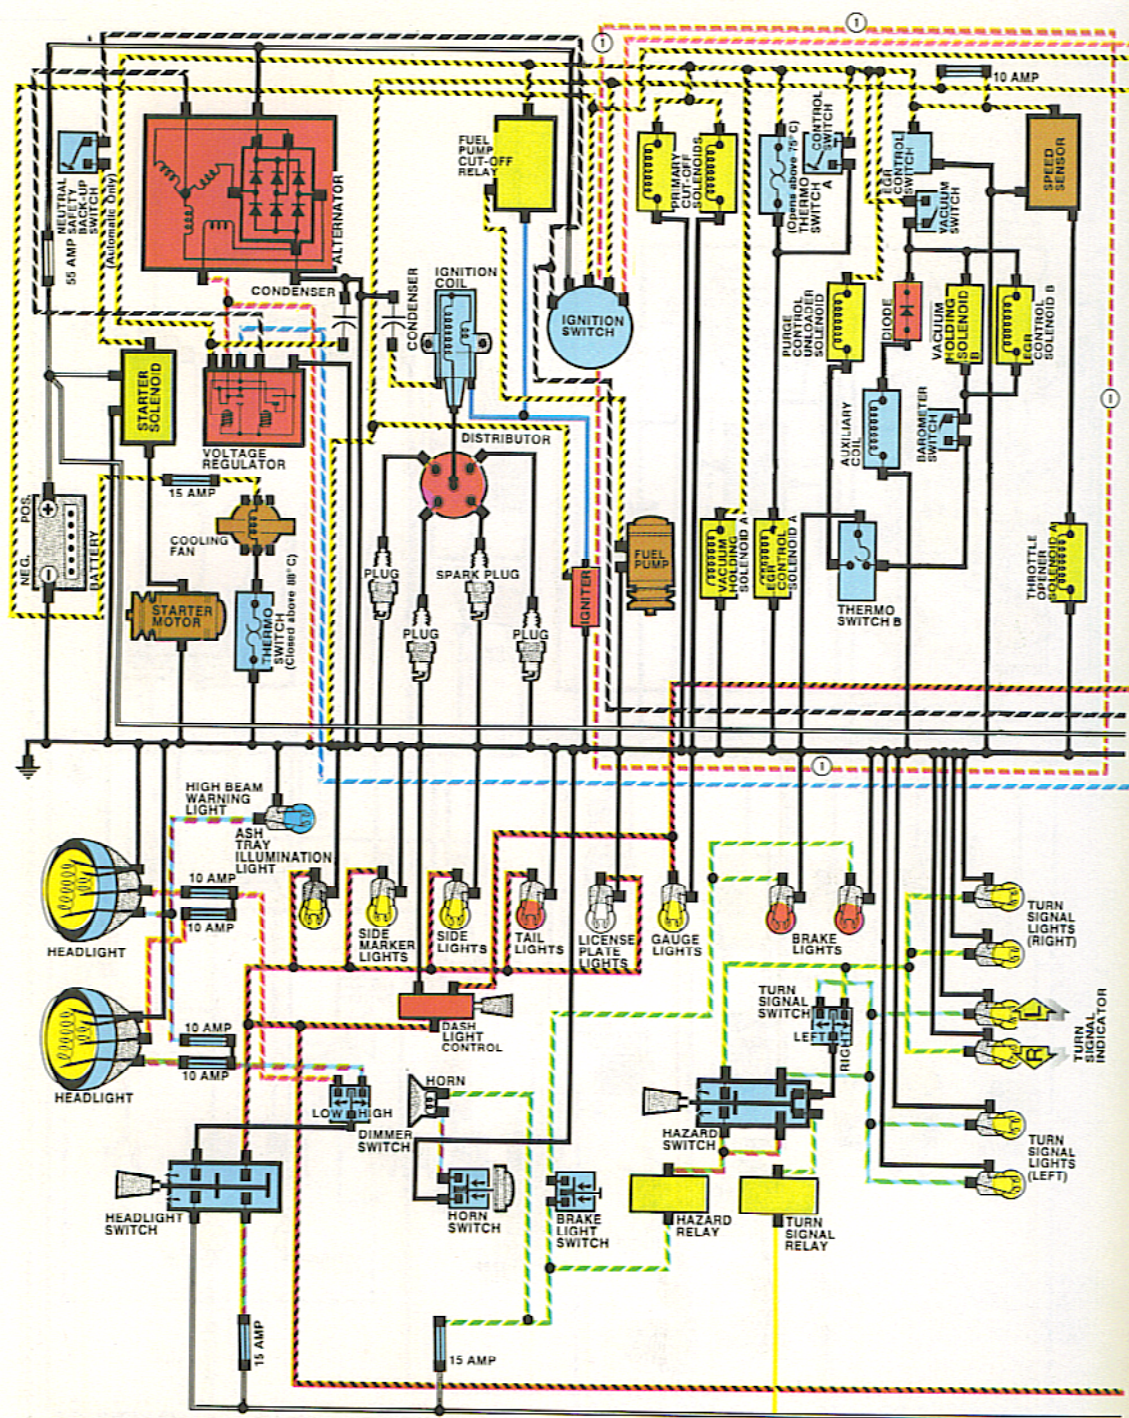 1
1
10 AMP
NEUTRAL
SAFETY
BACK-UP
SWITCH
(Automatic Only)
55 AMP
ALTERNATOR
FUEL
PUMP
CUT-OFF
RELAY
PRIMARY
CUT-OFF
SOLENOIDS
(Opens above 75°C)
THERMO
SWITCH A
CONTROL
SWITCH
EGR
CONTROL
SWITCH
VACUUM
SWITCH
SPEED
SENSOR
CONDENSER
CONDENSER
IGNITION
COIL
IGNITION
SWITCH
PURGE
CONTROL
UNLOADER
SOLENOID
DIODE
VACUUM
HOLDING
SOLENOID
B
EGR
CONTROL
SOLENOID B
1
STARTER
SOLENOID
VOLTAGE
REGULATOR
DISTRIBUTOR
AUXILIARY
COIL
BAROMETER
SWITCH
15 AMP
POS.
NEG.
BATTERY
COOLING
FAN
PLUG
SPARK PLUG
PLUG
PLUG
IGNITER
FUEL
PUMP
VACUUM
HOLDING
SOLENOID A
EGR
CONTROL
SOLENOID A
THERMO
SWITCH B
THROTTLE
OPENER
SOLENOID A
STARTER
MOTOR
THERMO
SWITCH
(Closed above 88°C)
1
HIGH BEAM
WARNING
LIGHT
ASH
TRAY
ILLUMINATION
LIGHT
10 AMP
10 AMP
HEADLIGHT
SIDE
MARKER
LIGHTS
SIDE
LIGHTS
TAIL
LIGHTS
LICENSE
PLATE
LIGHTS
GAUGE
LIGHTS
BRAKE
LIGHTS
TURN
SIGNAL
LIGHTS
(RIGHT)
TURN
SIGNAL
SWITCH
LEFT
RIGHT
L
R
TURN
SIGNAL
INDICATOR
DASH
LIGHT
CONTROL
10 AMP
10 AMP
HEADLIGHT
LOW
HIGH
DIMMER
SWITCH
HORN
HAZARD
SWITCH
TURN
SIGNAL
LIGHTS
(LEFT)
HEADLIGHT
SWITCH
HORN
SWITCH
BRAKE
LIGHT
SWITCH
HAZARD
RELAY
TURN
SIGNAL
RELAY
15 AMP
15 AMP